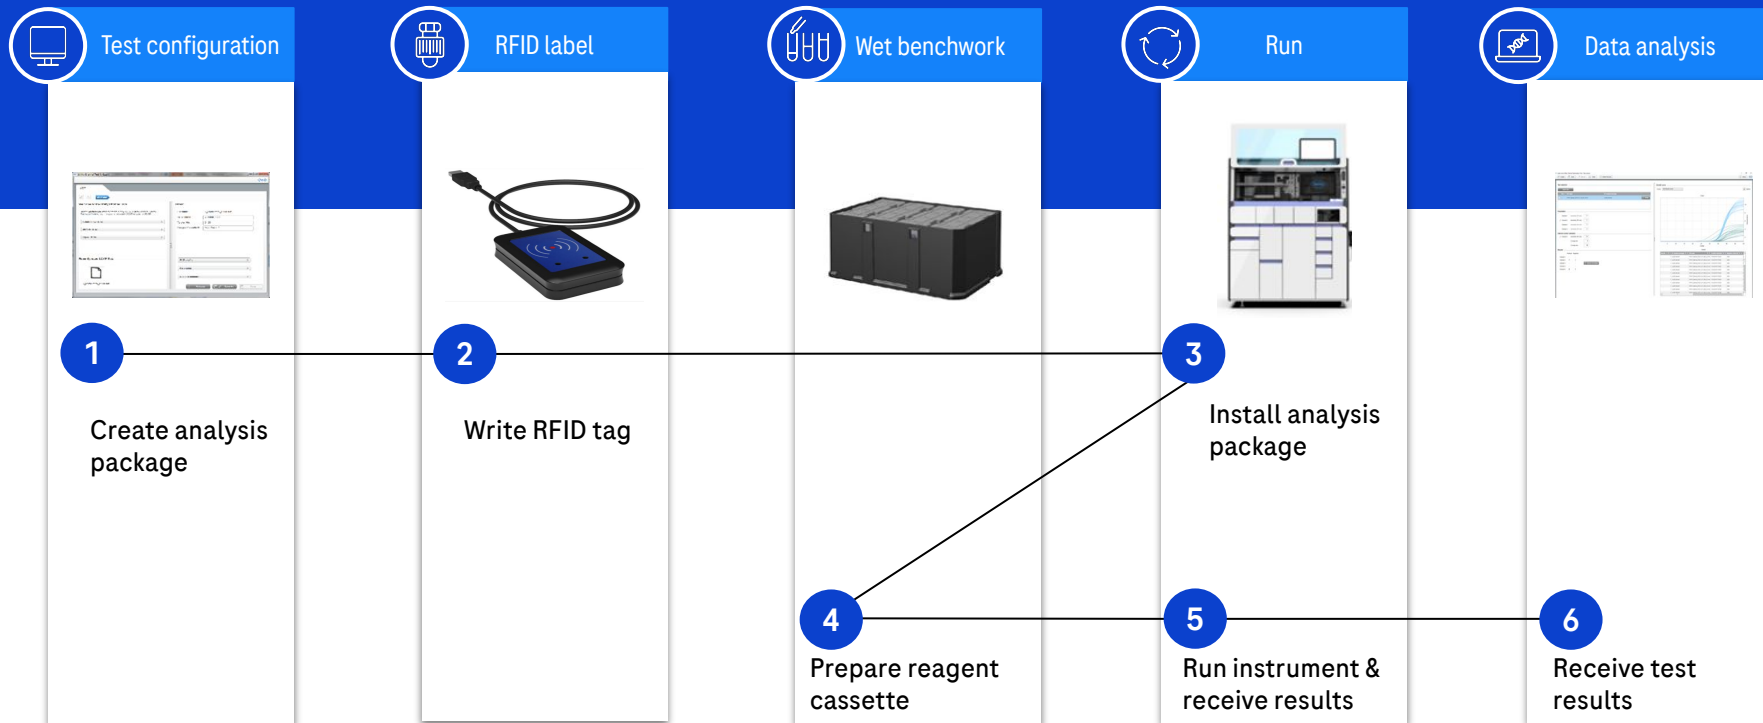 Test configuration
RFID label
Wet benchwork
Run
Data analysis
1
2
3
Create analysis
package
Write RFID tag
Install analysis
package
4
5
6
Prepare reagent
cassette
Run instrument &
receive results
Receive test
results